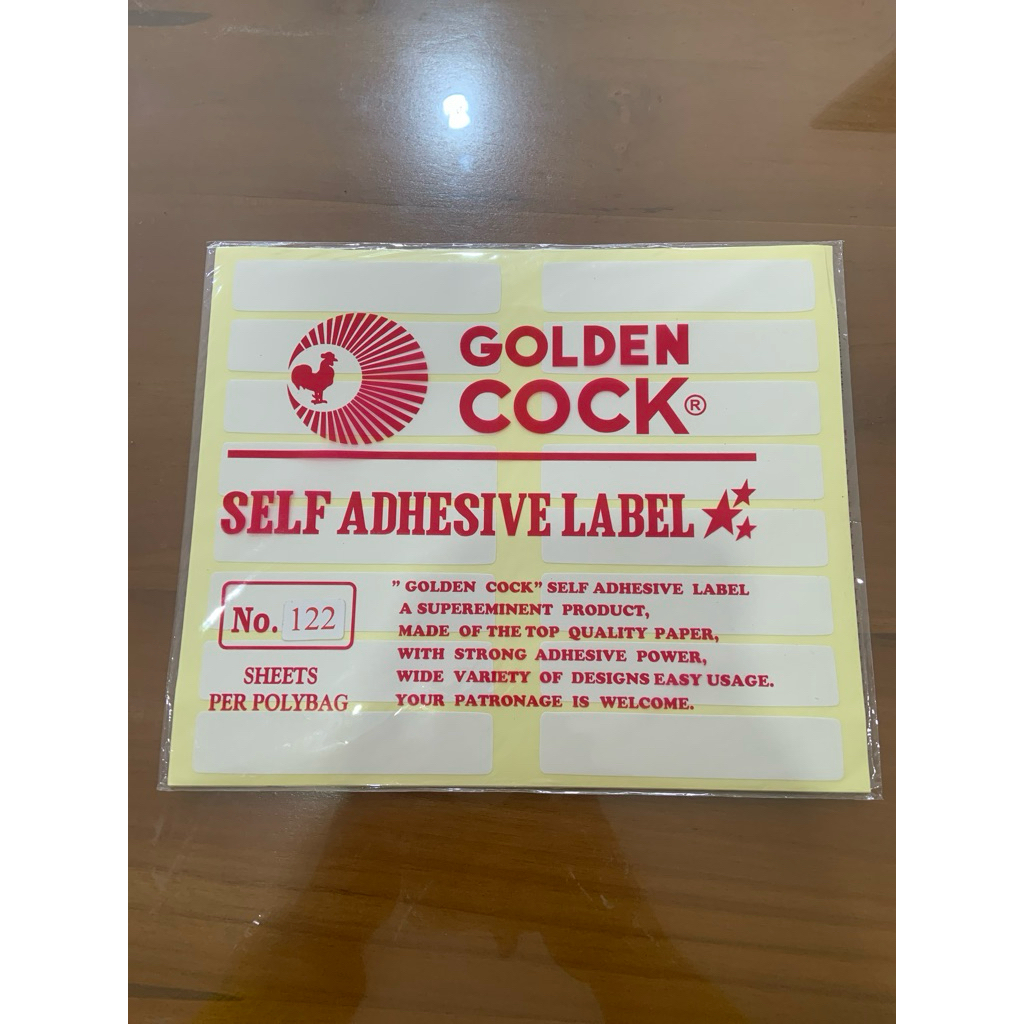 GOLDEN
COCK®
SELF ADHESIVE LABEL
No. 122
SHEETS
PER POLYBAG
" GOLDEN COCK" SELF ADHESIVE LABEL
A SUPEREMINENT PRODUCT,
MADE OF THE TOP QUALITY PAPER,
WITH STRONG ADHESIVE POWER,
WIDE VARIETY OF DESIGNS EASY USAGE.
YOUR PATRONAGE IS WELCOME.